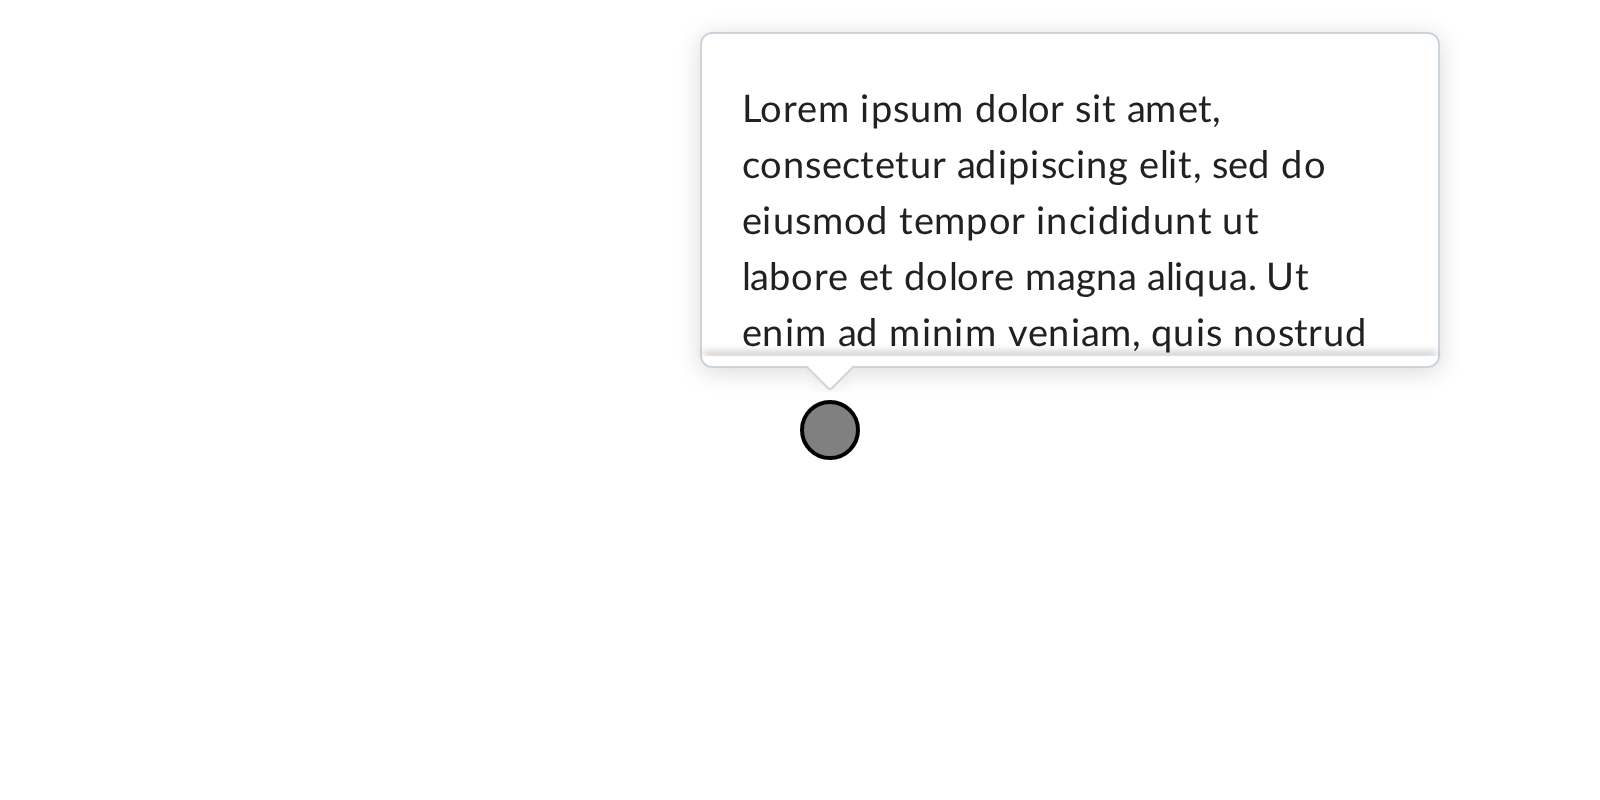 Lorem ipsum dolor sit amet,
consectetur adipiscing elit, sed do
eiusmod tempor incididunt ut
labore et dolore magna aliqua. Ut
enim ad minim veniam, quis nostrud